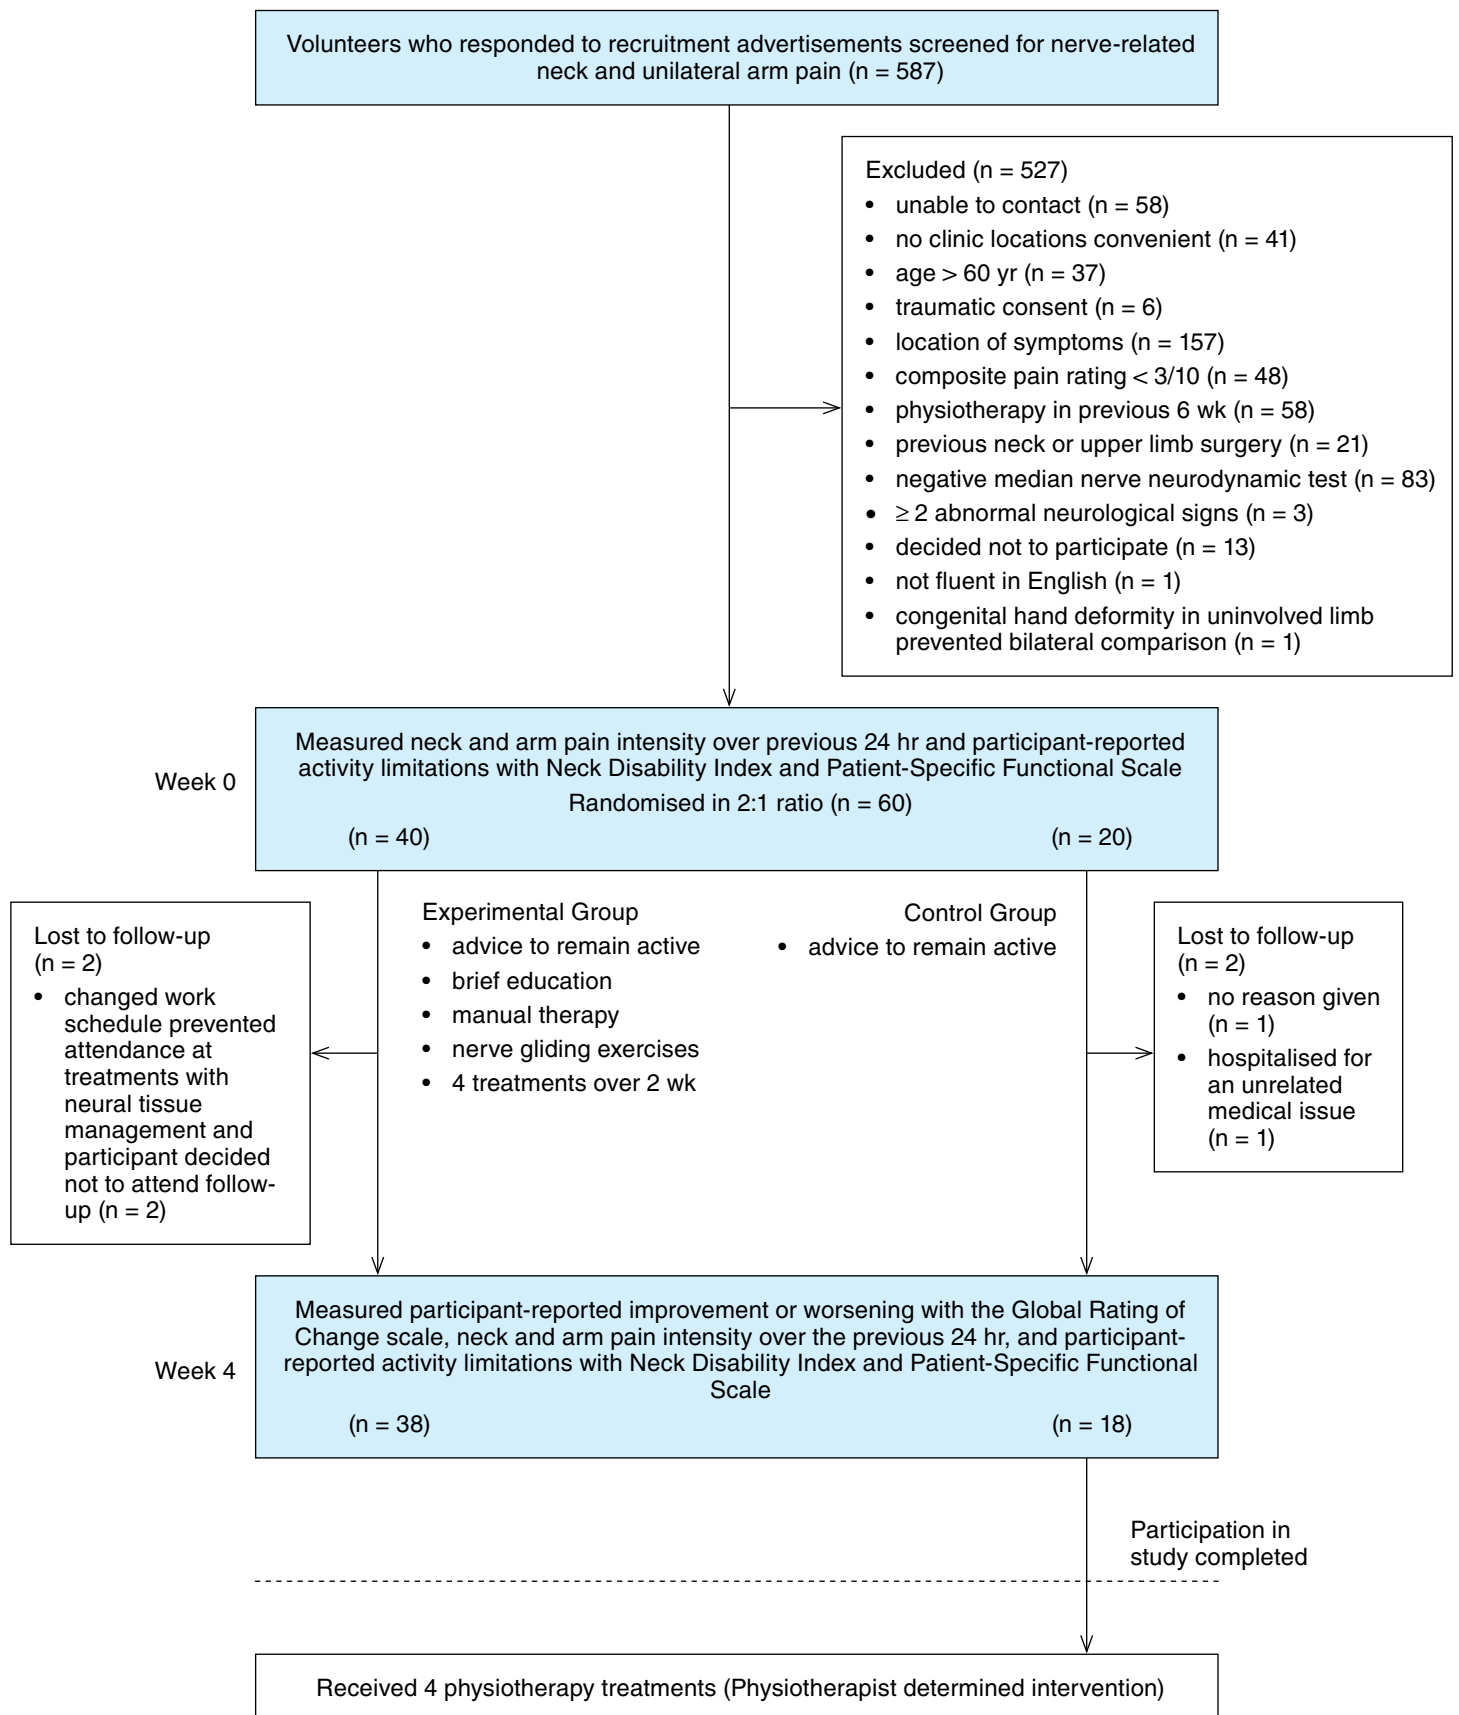 Volunteers who responded to recruitment advertisements screened for nerve-related
neck and unilateral arm pain (n = 587)
Excluded (n = 527)
• unable to contact (n = 58)
• no clinic locations convenient (n = 41)
• age > 60 yr (n = 37)
• traumatic consent (n = 6)
• location of symptoms (n = 157)
• composite pain rating < 3/10 (n = 48)
• physiotherapy in previous 6 wk (n = 58)
• previous neck or upper limb surgery (n = 21)
• negative median nerve neurodynamic test (n = 83)
• ≥ 2 abnormal neurological signs (n = 3)
• decided not to participate (n = 13)
• not fluent in English (n = 1)
• congenital hand deformity in uninvolved limb
prevented bilateral comparison (n = 1)
Week 0
Measured neck and arm pain intensity over previous 24 hr and participant-reported
activity limitations with Neck Disability Index and Patient-Specific Functional Scale
Randomised in 2:1 ratio (n = 60)
(n = 40)
(n = 20)
Lost to follow-up
(n = 2)
• changed work
schedule prevented
attendance at
treatments with
neural tissue
management and
participant decided
not to attend follow-
up (n = 2)
Experimental Group
• advice to remain active
• brief education
• manual therapy
• nerve gliding exercises
• 4 treatments over 2 wk
Control Group
• advice to remain active
Lost to follow-up
(n = 2)
• no reason given
(n = 1)
• hospitalised for
an unrelated
medical issue
(n = 1)
Week 4
Measured participant-reported improvement or worsening with the Global Rating of
Change scale, neck and arm pain intensity over the previous 24 hr, and participant-
reported activity limitations with Neck Disability Index and Patient-Specific Functional
Scale
(n = 38)
(n = 18)
Participation in
study completed
Received 4 physiotherapy treatments (Physiotherapist determined intervention)